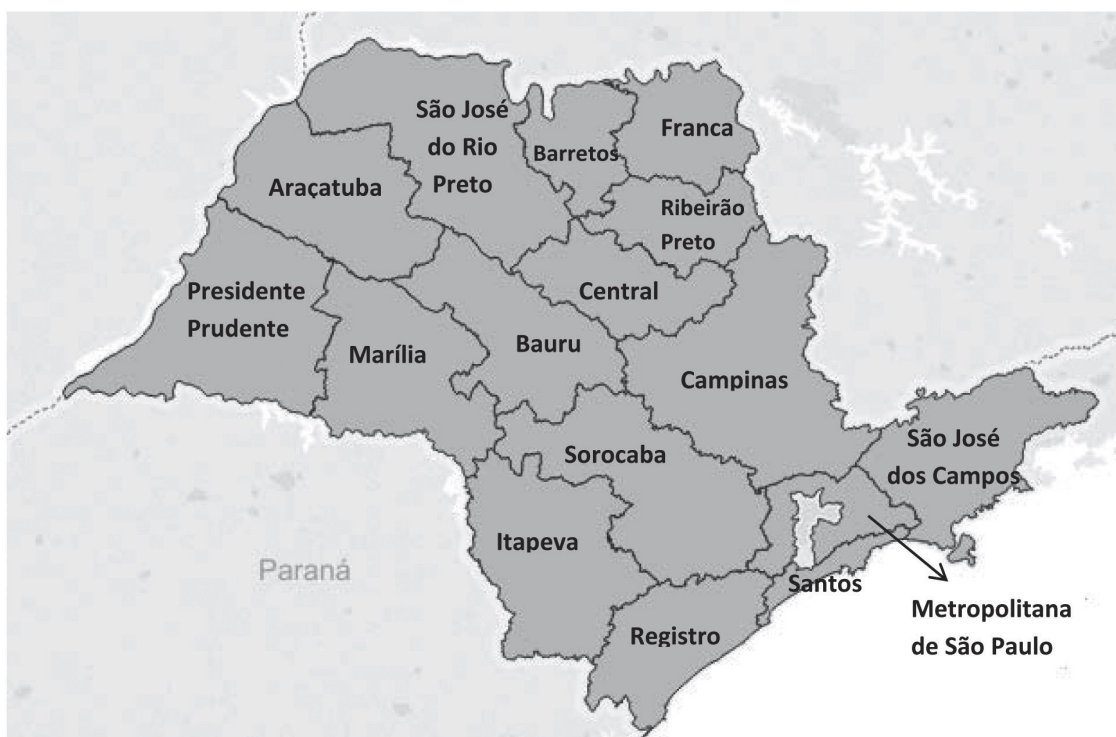 São José
do Rio
Preto
Barretos
Franca
Araçatuba
Ribeirão
Preto
Presidente
Prudente
Central
Marília
Bauru
Campinas
São José
dos Campos
Sorocaba
Itapeva
Paraná
Santos
Metropolitana
de São Paulo
Registro